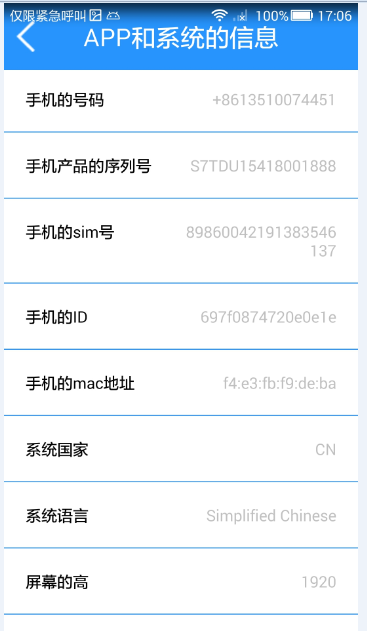 仅限紧急呼叫 100% 17:06
APP和系统的信息
手机的号码 +8613510074451
手机产品的序列号 S7TDU15418001888
手机的sim号 89860042191383546
137
手机的ID 697f0874720e0e1e
手机的mac地址 f4:e3:fb:f9:de:ba
系统国家 CN
系统语言 Simplified Chinese
屏幕的高 1920